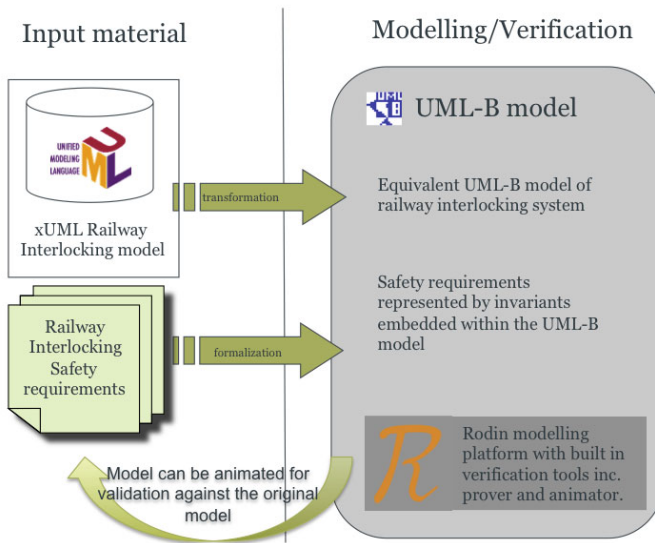 Input material
Modelling/Verification
UNIFIED
MODELING
LANGUAGE
UML
xUML Railway
Interlocking model
transformation
UML-B model
Equivalent UML-B model of
railway interlocking system
Railway
Interlocking
Safety
requirements
formalization
Safety requirements
represented by invariants
embedded within the UML-B
model
Model can be animated for
validation against the original
model
R
Rodin modelling
platform with built in
verification tools inc.
prover and animator.